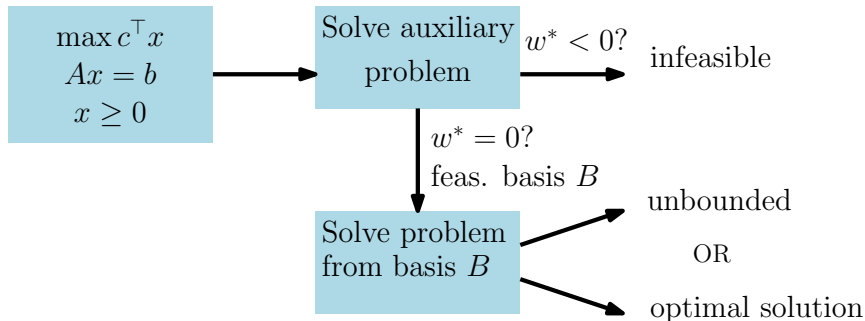 max c⊤x
Ax = b
x ≥ 0
Solve auxiliary
problem
w* < 0?
infeasible
w* = 0?
feas. basis B
Solve problem
from basis B
unbounded
OR
optimal solution